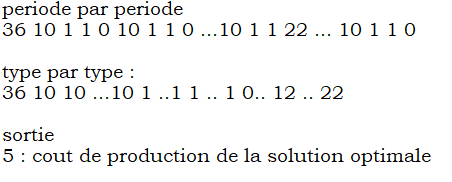 periode par periode
36 10 1 1 0 10 1 1 0 ...10 1 1 22 ... 10 1 1 0
type par type :
36 10 10 ...10 1 ..1 1 .. 1 0.. 12 .. 22
sortie
5 : cout de production de la solution optimale